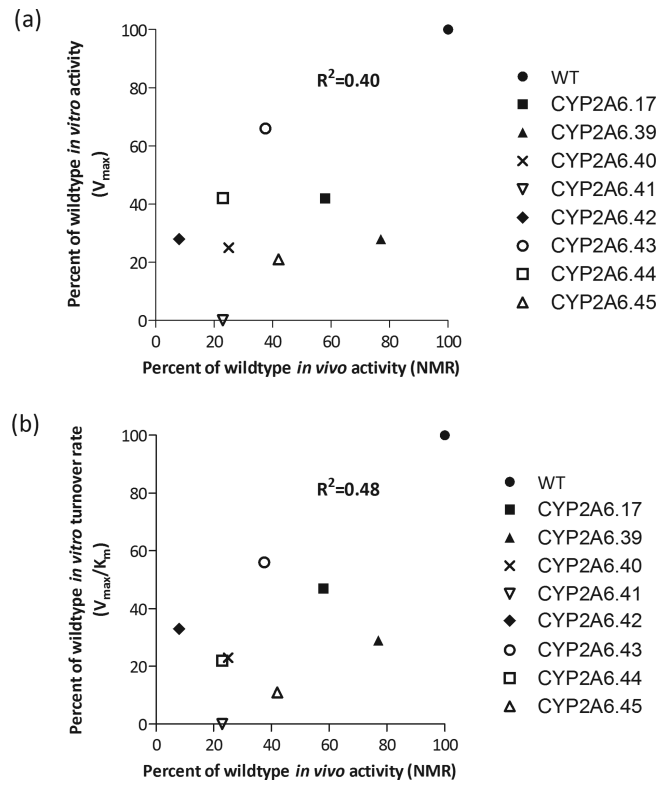 (a)
Percent of wildtype in vitro activity
(Vmax)
100
80
60
40
20
0
R2=0.40
0 20 40 60 80 100
Percent of wildtype in vivo activity (NMR)
WT
CYP2A6.17
CYP2A6.39
CYP2A6.40
CYP2A6.41
CYP2A6.42
CYP2A6.43
CYP2A6.44
CYP2A6.45
(b)
Percent of wildtype in vitro turnover rate
(Vmax/Km)
100
80
60
40
20
0
R2=0.48
0 20 40 60 80 100
Percent of wildtype in vivo activity (NMR)
WT
CYP2A6.17
CYP2A6.39
CYP2A6.40
CYP2A6.41
CYP2A6.42
CYP2A6.43
CYP2A6.44
CYP2A6.45